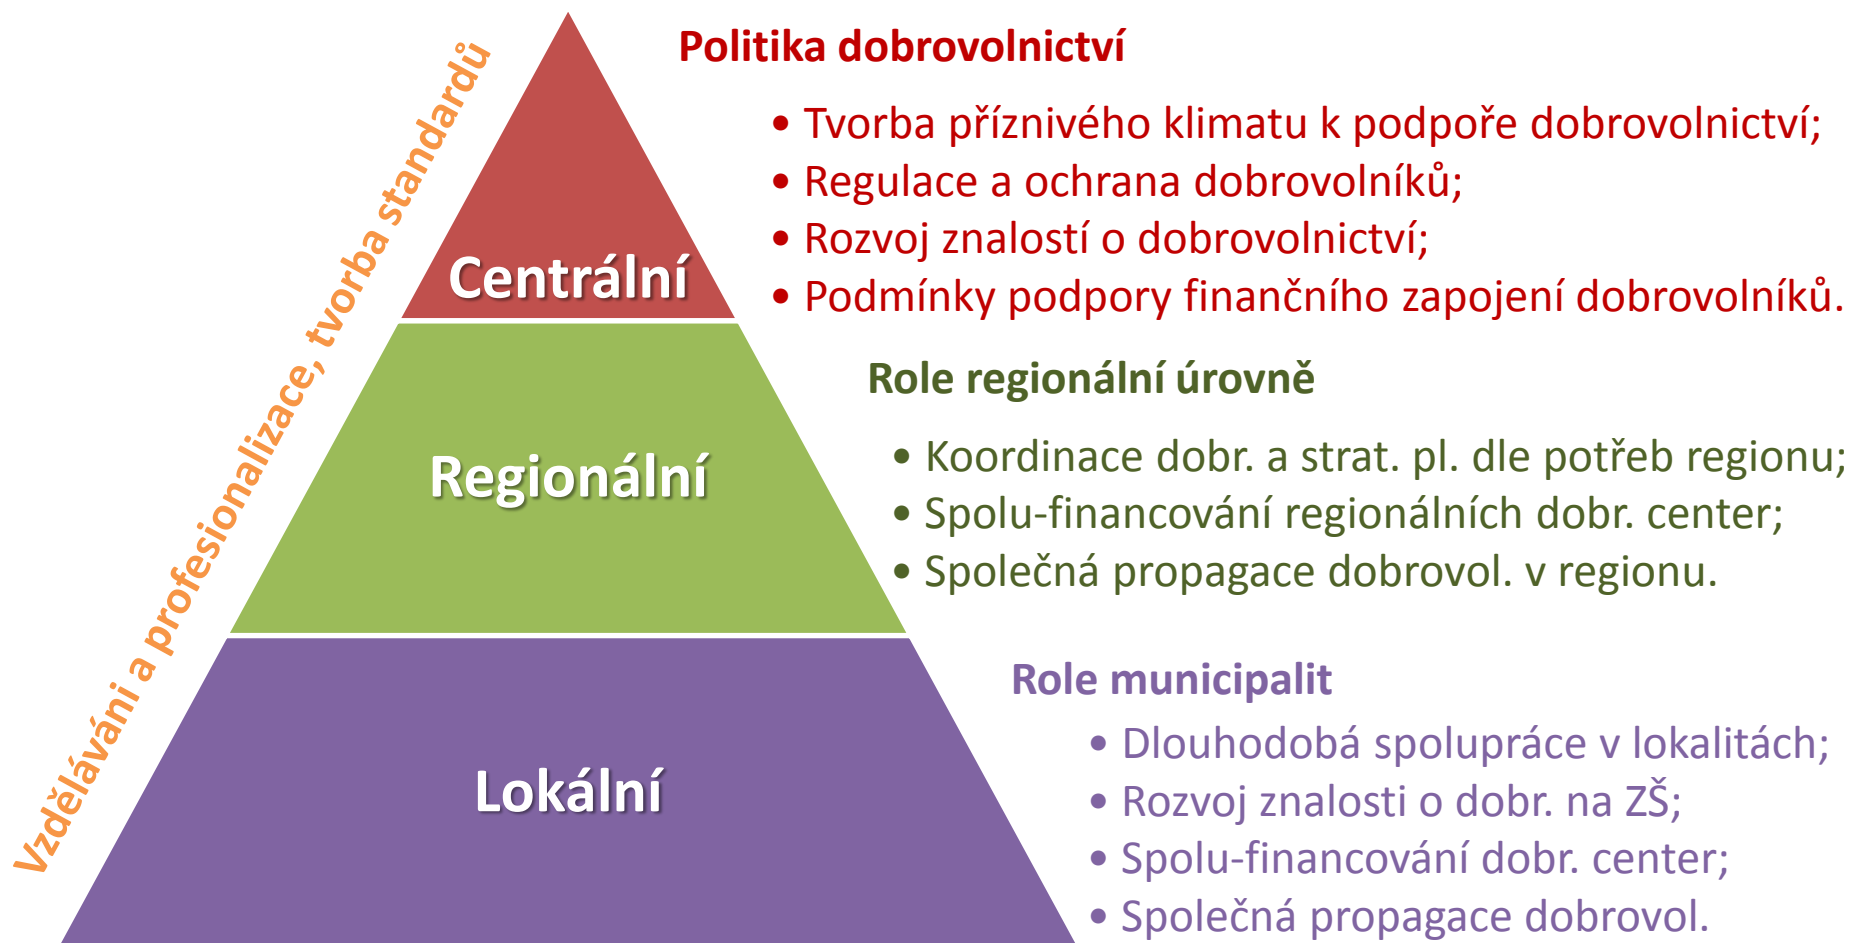 Vzděláváni a profesionalizace, tvorba standardů
Centrální
Politika dobrovolnictví
• Tvorba příznivého klimatu k podpoře dobrovolnictví;
• Regulace a ochrana dobrovolníků;
• Rozvoj znalostí o dobrovolnictví;
• Podmínky podpory finančního zapojení dobrovolníků.
Regionální
Role regionální úrovně
• Koordinace dobr. a strat. pl. dle potřeb regionu;
• Spolu-financování regionálních dobr. center;
• Společná propagace dobrovol. v regionu.
Lokální
Role municipalit
• Dlouhodobá spolupráce v lokalitách;
• Rozvoj znalosti o dobr. na ZŠ;
• Spolu-financování dobr. center;
• Společná propagace dobrovol.